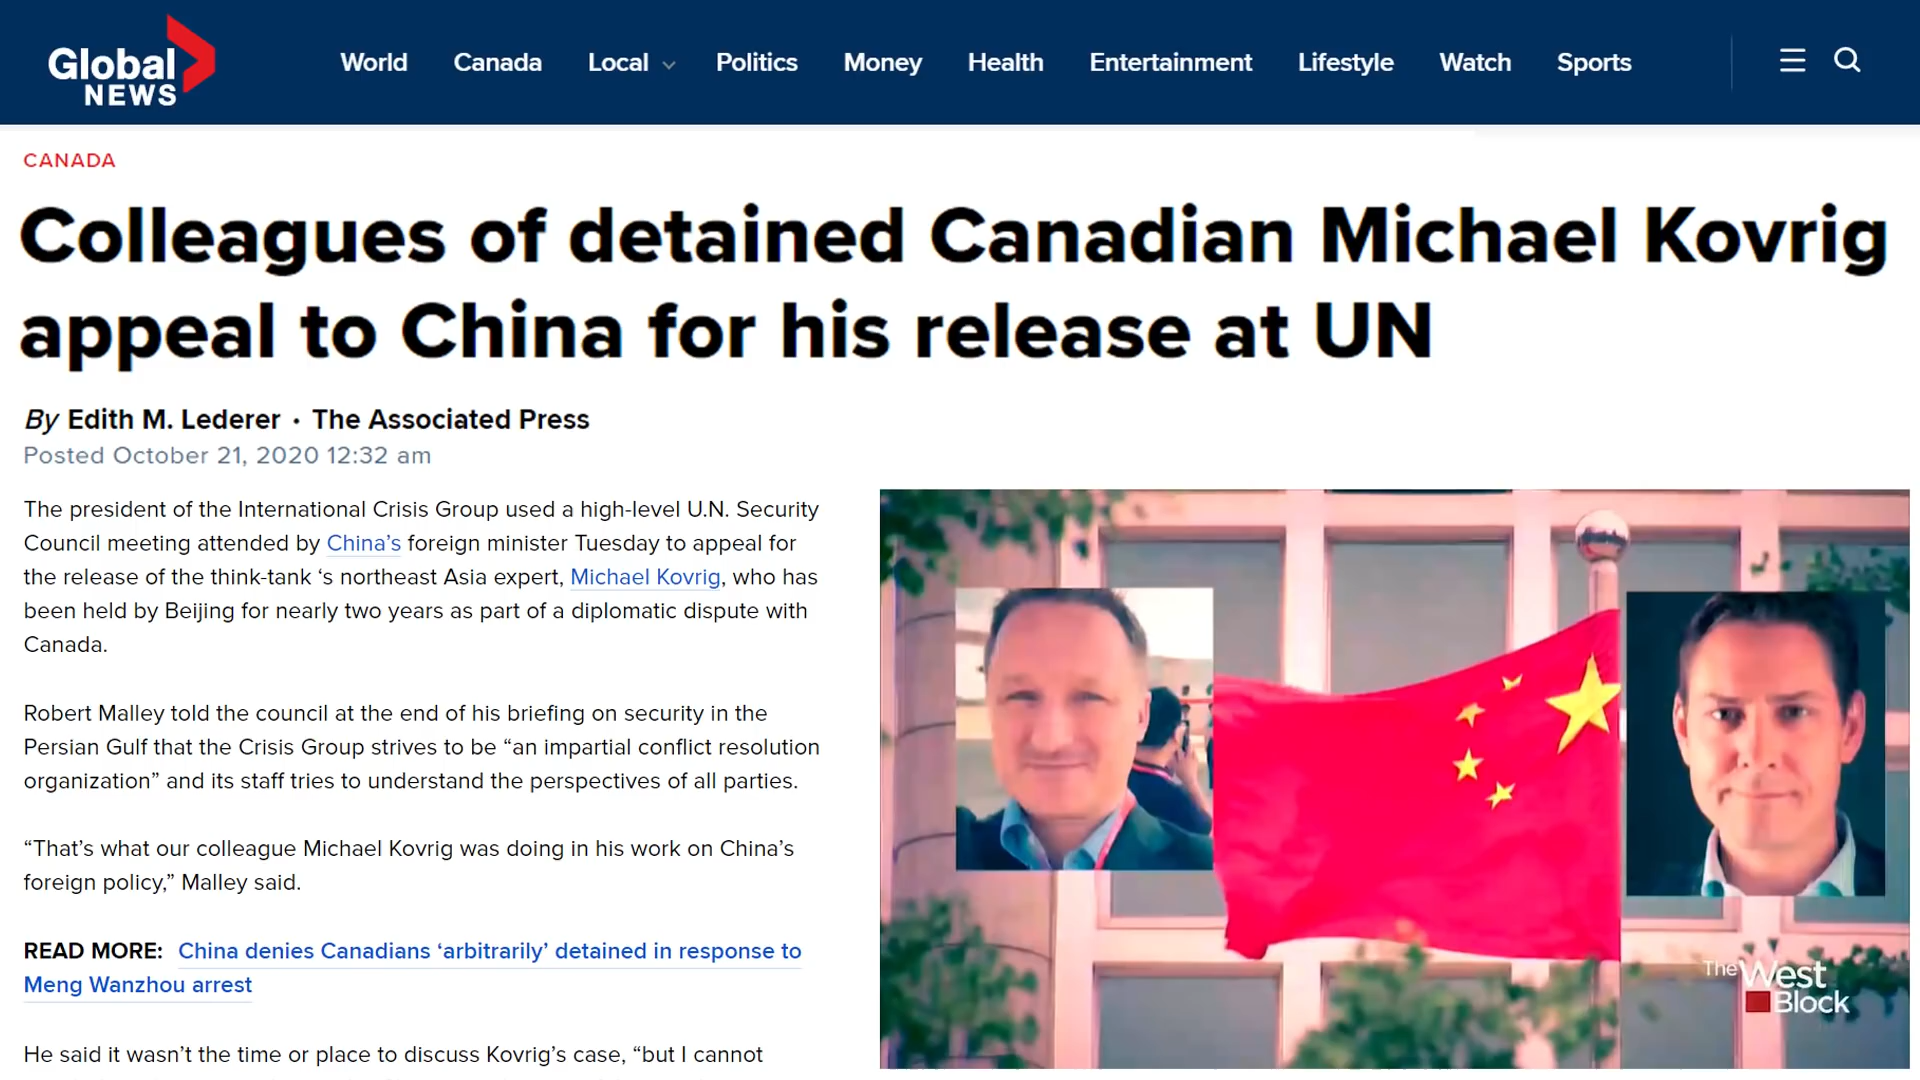 Global
NEWS
World Canada Local Politics Money Health Entertainment Lifestyle Watch Sports
CANADA
Colleagues of detained Canadian Michael Kovrig
appeal to China for his release at UN
By Edith M. Lederer · The Associated Press
Posted October 21, 2020 12:32 am
The president of the International Crisis Group used a high-level U.N. Security
Council meeting attended by China’s foreign minister Tuesday to appeal for
the release of the think-tank ‘s northeast Asia expert, Michael Kovrig, who has
been held by Beijing for nearly two years as part of a diplomatic dispute with
Canada.
Robert Malley told the council at the end of his briefing on security in the
Persian Gulf that the Crisis Group strives to be “an impartial conflict resolution
organization” and its staff tries to understand the perspectives of all parties.
“That’s what our colleague Michael Kovrig was doing in his work on China’s
foreign policy,” Malley said.
READ MORE: China denies Canadians ‘arbitrarily’ detained in response to
Meng Wanzhou arrest
He said it wasn’t the time or place to discuss Kovrig’s case, “but I cannot
The West
Block